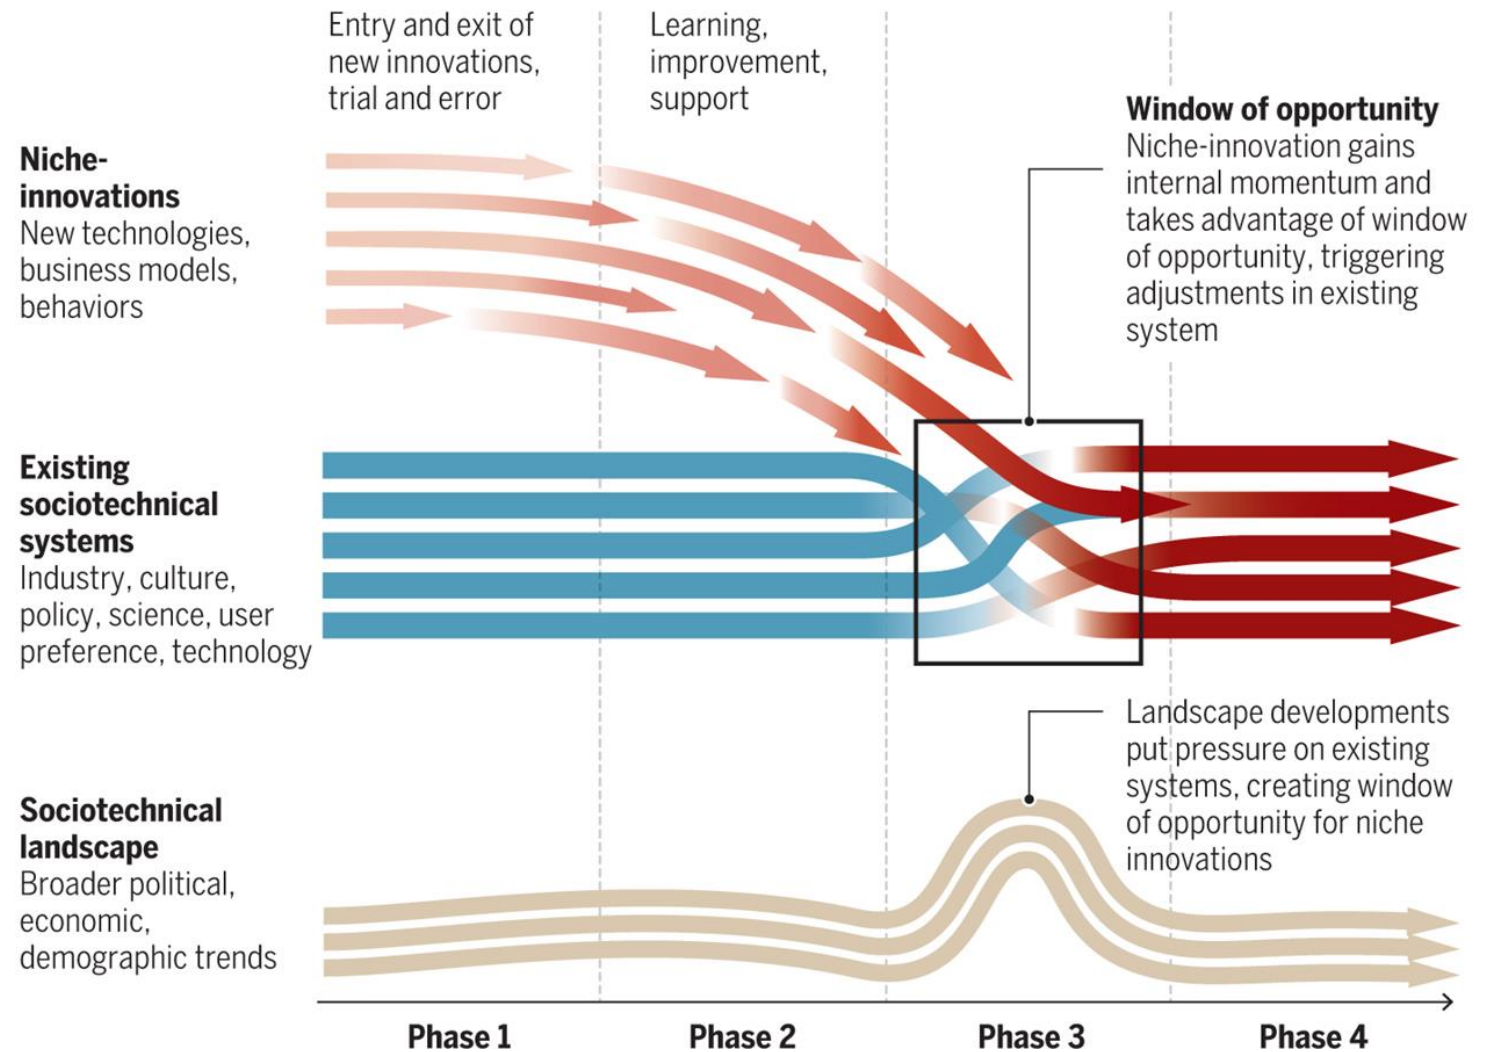 Entry and exit of
new innovations,
trial and error
Learning,
improvement,
support
Niche-
innovations
New technologies,
business models,
behaviors
Window of opportunity
Niche-innovation gains
internal momentum and
takes advantage of window
of opportunity, triggering
adjustments in existing
system
Existing
sociotechnical
systems
Industry, culture,
policy, science, user
preference, technology
Landscape developments
put pressure on existing
systems, creating window
of opportunity for niche
innovations
Sociotechnical
landscape
Broader political,
economic,
demographic trends
Phase 1
Phase 2
Phase 3
Phase 4